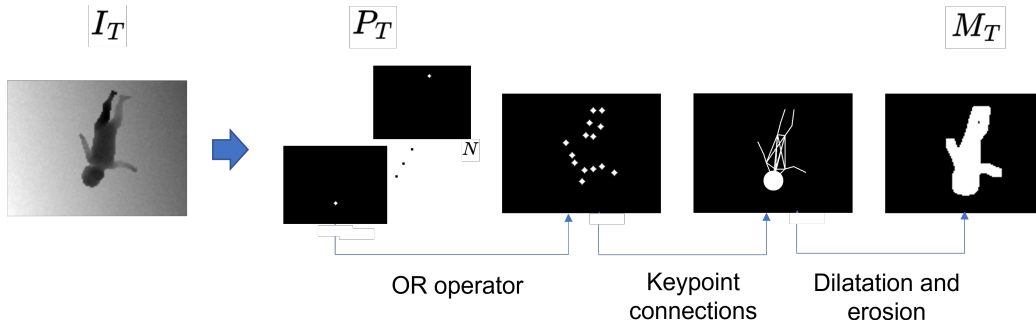 I_T
P_T
M_T
N
OR operator
Keypoint
connections
Dilatation and
erosion